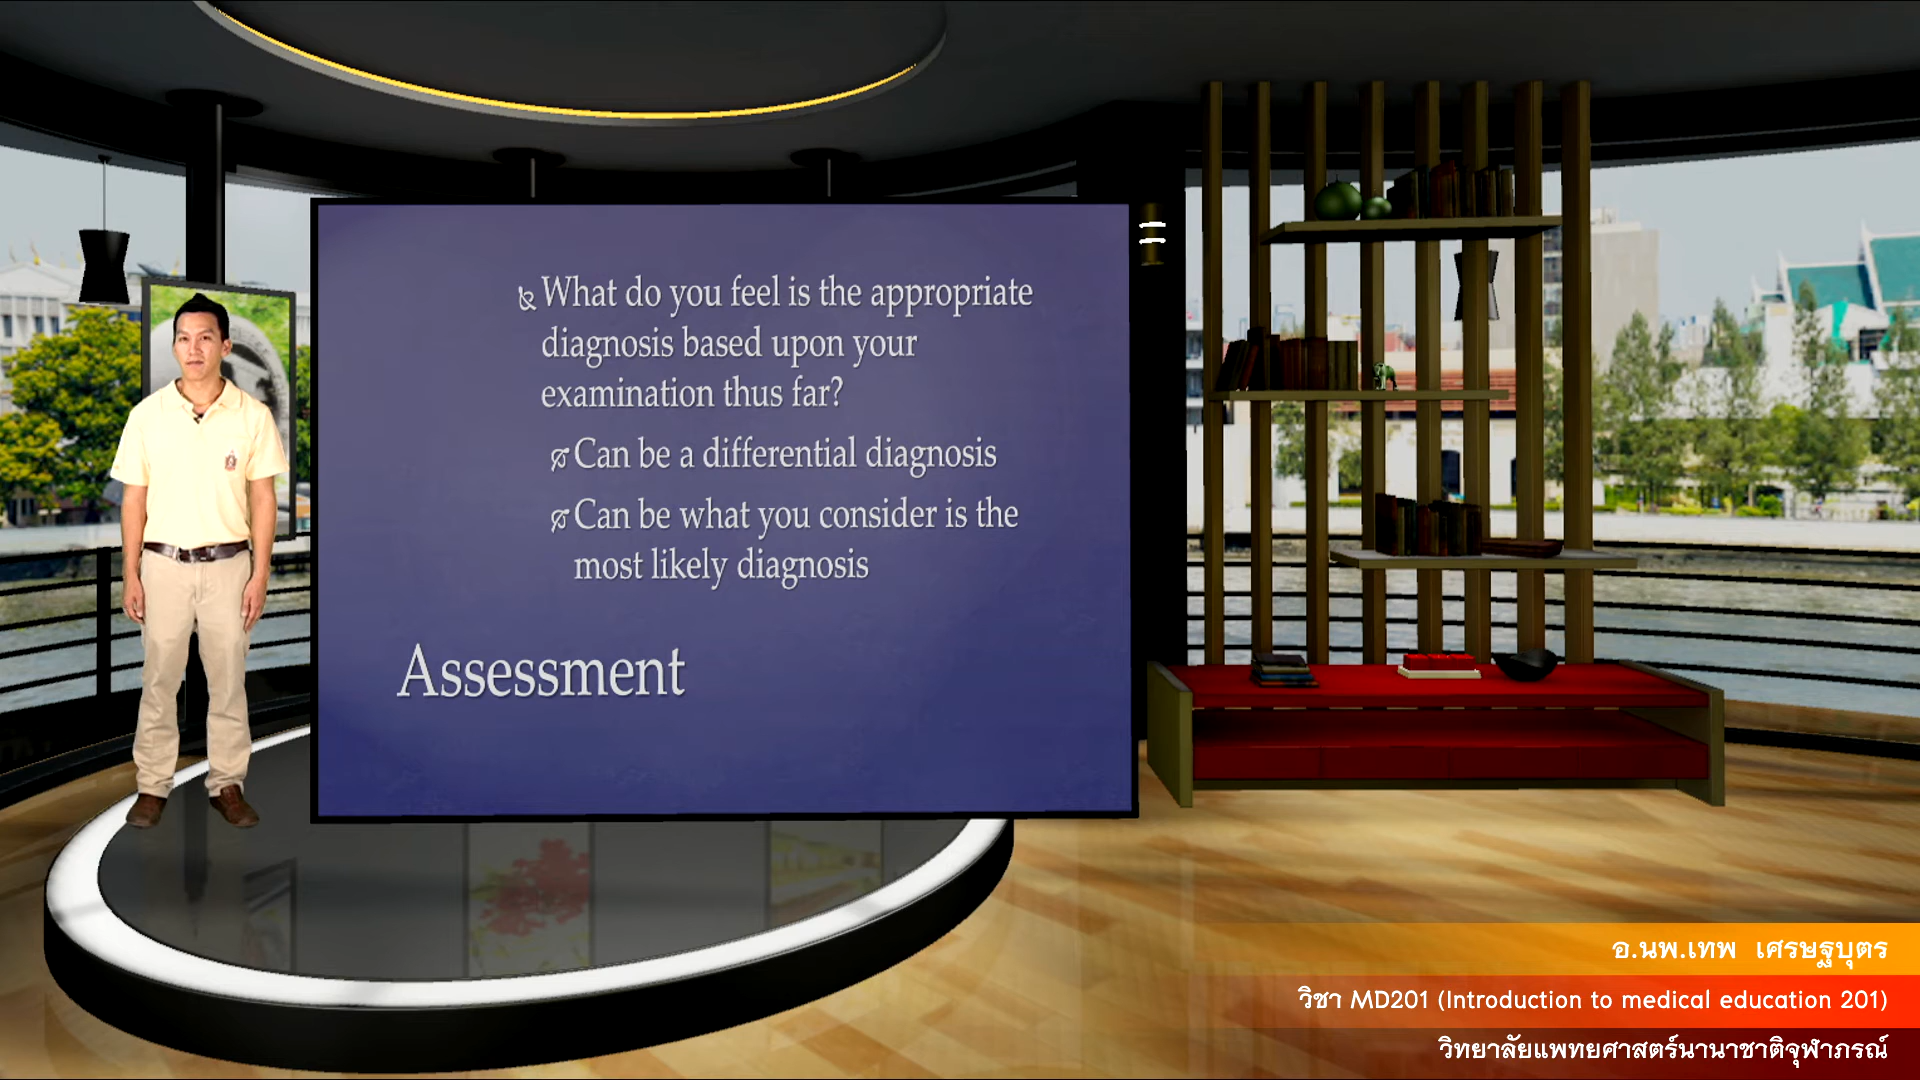 What do you feel is the appropriate
diagnosis based upon your
examination thus far?
Can be a differential diagnosis
Can be what you consider is the
most likely diagnosis
Assessment
อ.นพ.เทพ เศรษฐบุตร
วิชา MD201 (Introduction to medical education 201)
วิทยาลัยแพทยศาสตร์นานาชาติจุฬาภรณ์